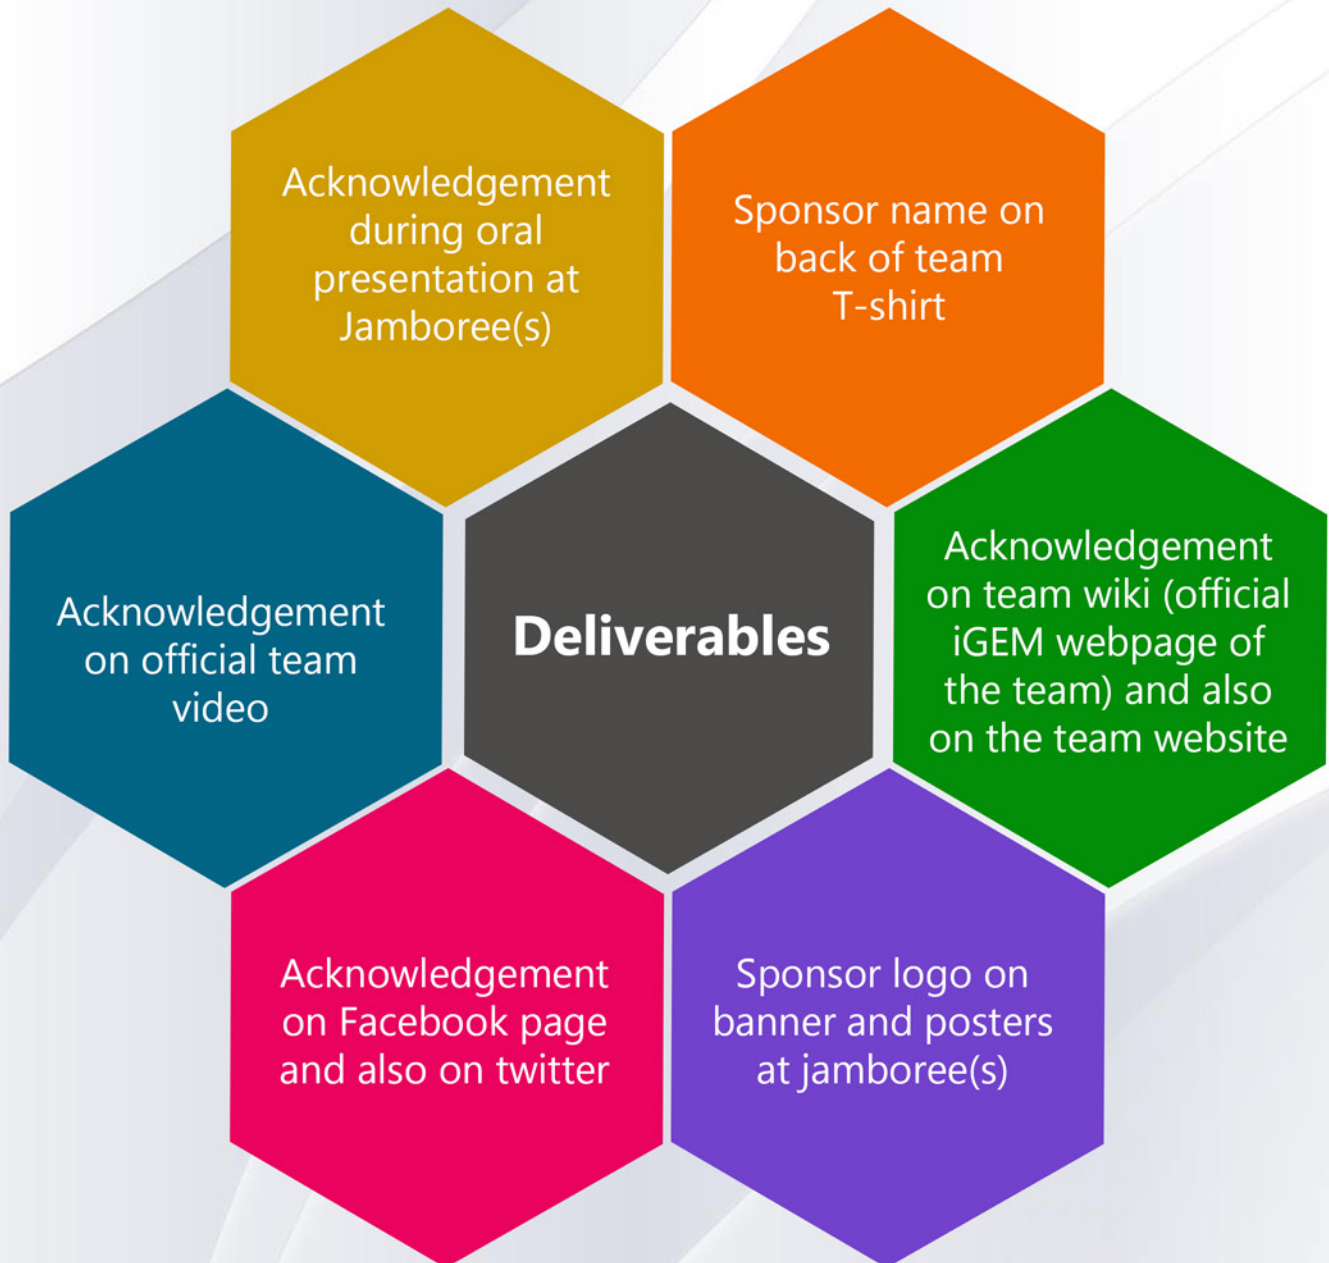 Acknowledgement
during oral
presentation at
Jamboree(s)
Sponsor name on
back of team
T-shirt
Acknowledgement
on official team
video
Deliverables
Acknowledgement
on team wiki (official
iGEM webpage of
the team) and also
on the team website
Acknowledgement
on Facebook page
and also on twitter
Sponsor logo on
banner and posters
at jamboree(s)